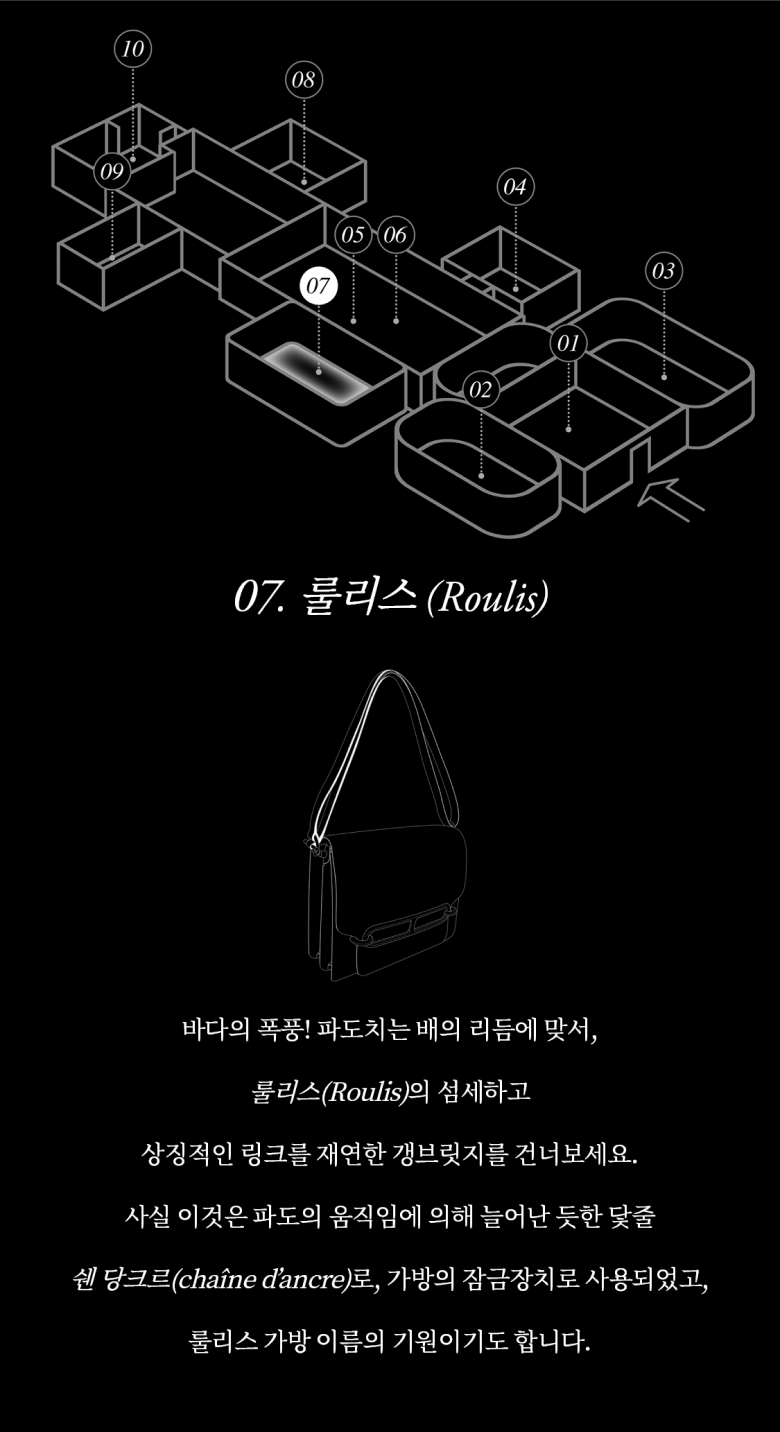 10
08
09
04
05
06
03
07
01
02
07. 룰리스 (Roulis)
바다의 폭풍! 파도치는 배의 리듬에 맞서,
룰리스(Roulis)의 섬세하고
상징적인 링크를 재연한 갱브릿지를 건너보세요.
사실 이것은 파도의 움직임에 의해 늘어난 듯한 닻줄
쉔 당크르(chaîne d’ancre)로, 가방의 잠금장치로 사용되었고,
룰리스 가방 이름의 기원이기도 합니다.